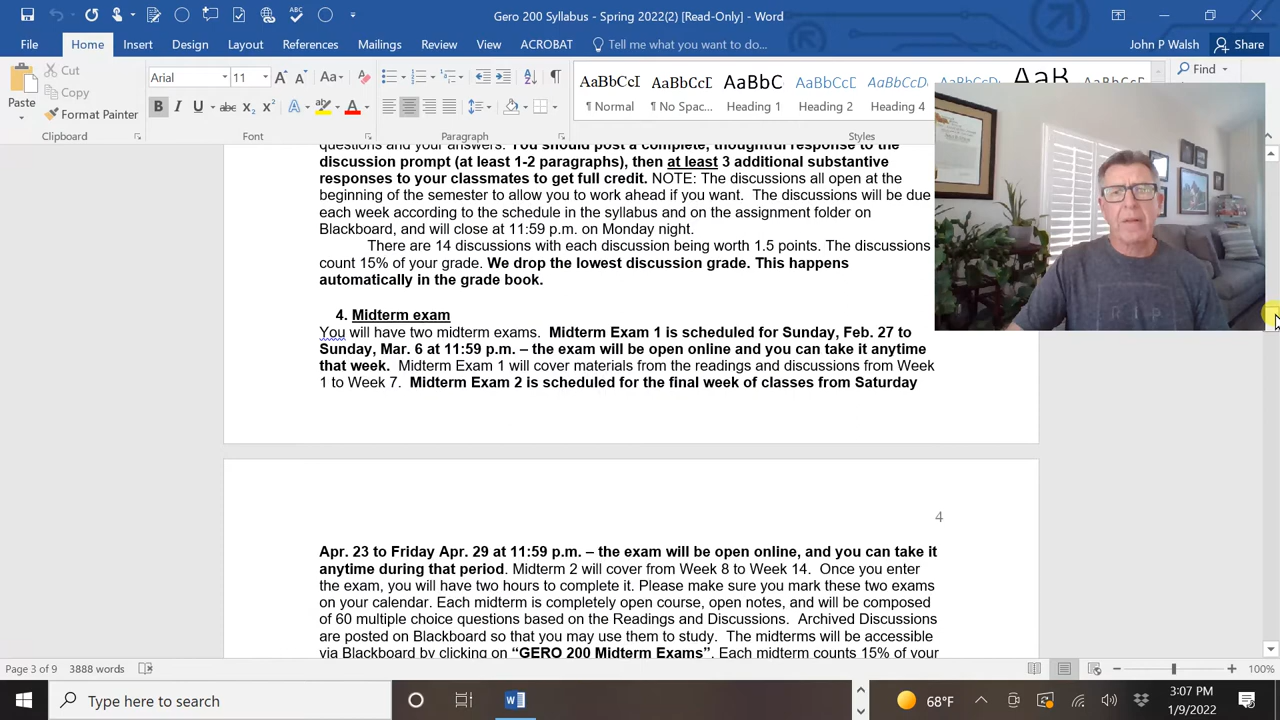 Gero 200 Syllabus - Spring 2022(2) [Read-Only] - Word
File Home Insert Design Layout References Mailings Review View ACROBAT Tell me what you want to do... John P Walsh Share
Paste
Cut
Copy
Format Painter
Arial 11
AaBbCcI AaBbCcD AaBbC AaBbCcD AaBbCcD AaB
¶ Normal ¶ No Spac... Heading 1 Heading 2 Heading 4
Find
Clipboard Font Paragraph Styles
questions and your answers. You should post a complete, thoughtful response to the
discussion prompt (at least 1-2 paragraphs), then at least 3 additional substantive
responses to your classmates to get full credit. NOTE: The discussions all open at the
beginning of the semester to allow you to work ahead if you want. The discussions will be due
each week according to the schedule in the syllabus and on the assignment folder on
Blackboard, and will close at 11:59 p.m. on Monday night.
There are 14 discussions with each discussion being worth 1.5 points. The discussions
count 15% of your grade. We drop the lowest discussion grade. This happens
automatically in the grade book.
4. Midterm exam
You will have two midterm exams. Midterm Exam 1 is scheduled for Sunday, Feb. 27 to
Sunday, Mar. 6 at 11:59 p.m. – the exam will be open online and you can take it anytime
that week. Midterm Exam 1 will cover materials from the readings and discussions from Week
1 to Week 7. Midterm Exam 2 is scheduled for the final week of classes from Saturday
4
Apr. 23 to Friday Apr. 29 at 11:59 p.m. – the exam will be open online, and you can take it
anytime during that period. Midterm 2 will cover from Week 8 to Week 14. Once you enter
the exam, you will have two hours to complete it. Please make sure you mark these two exams
on your calendar. Each midterm is completely open course, open notes, and will be composed
of 60 multiple choice questions based on the Readings and Discussions. Archived Discussions
are posted on Blackboard so that you may use them to study. The midterms will be accessible
via Blackboard by clicking on “GERO 200 Midterm Exams”. Each midterm counts 15% of your
Page 3 of 9 3888 words 100%
Type here to search
68°F
3:07 PM
1/9/2022